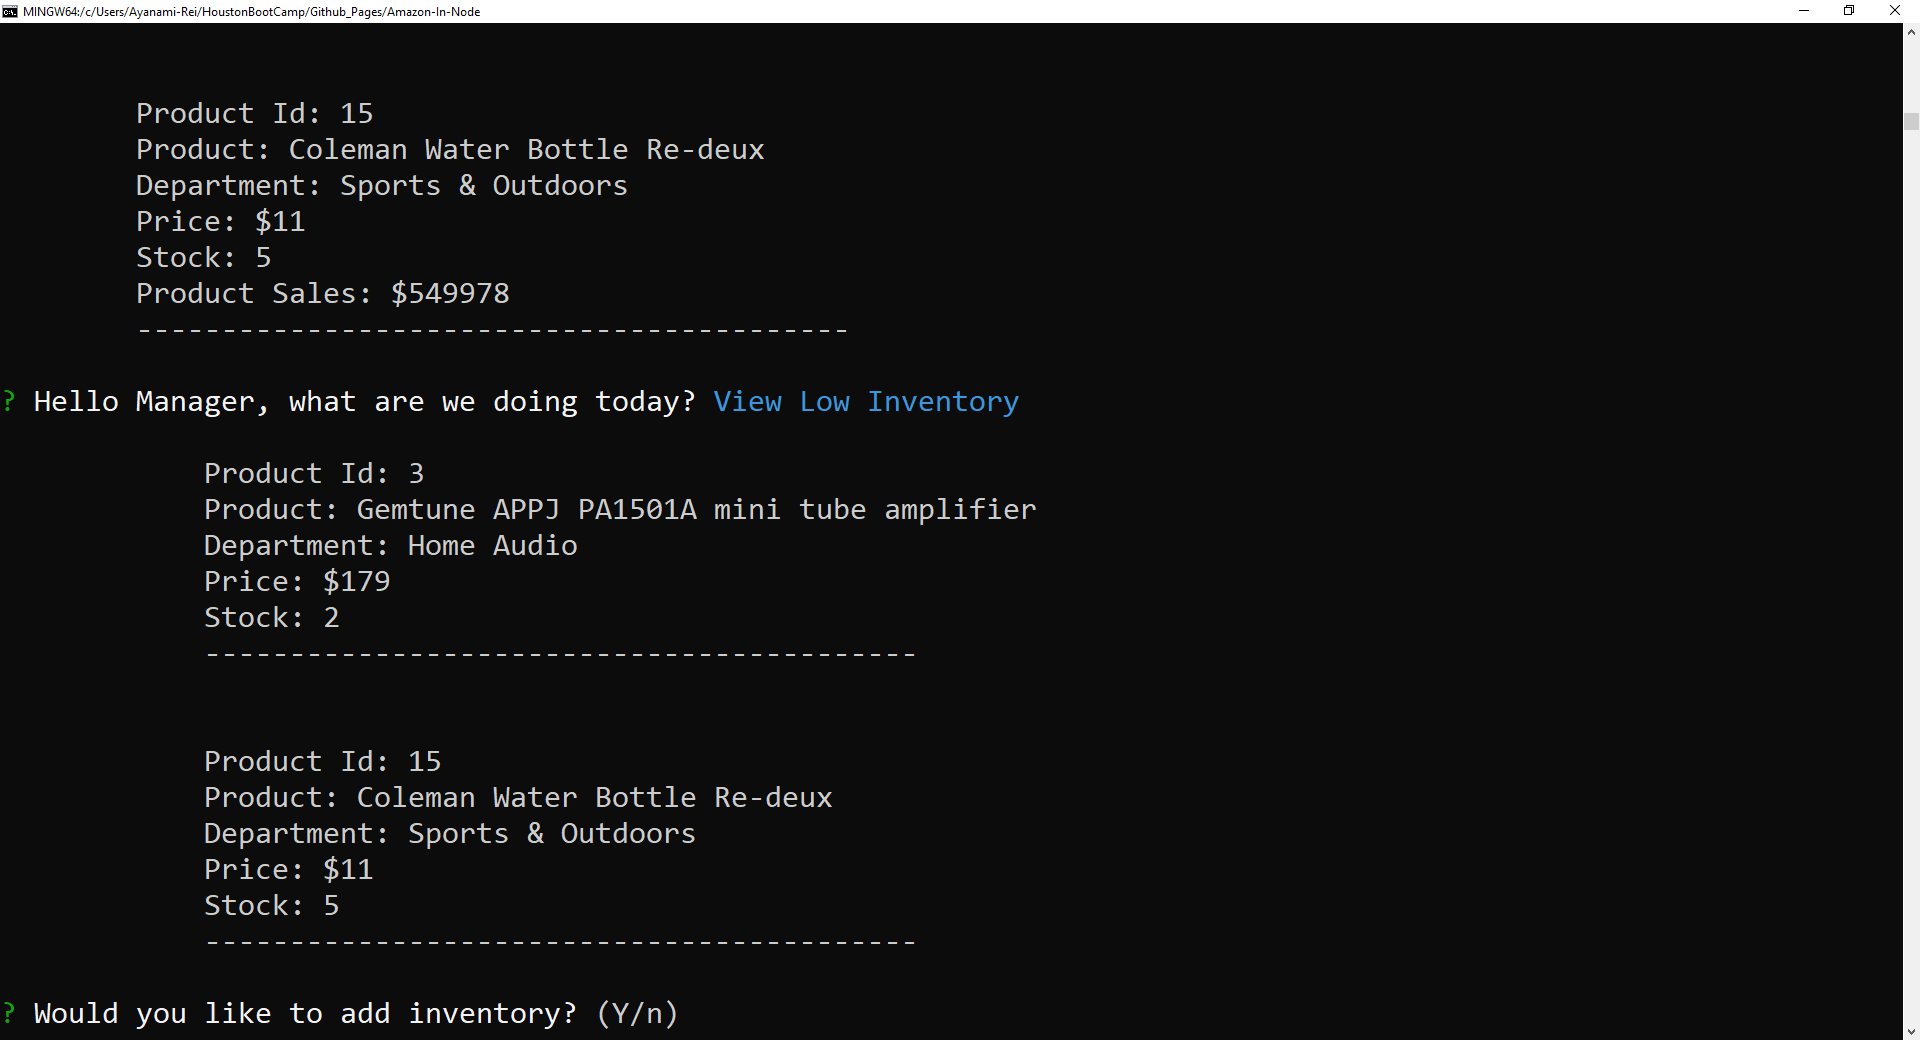 MINGW64:/c/Users/Ayanami-Rei/HoustonBootCamp/Github_Pages/Amazon-In-Node
Product Id: 15
Product: Coleman Water Bottle Re-deux
Department: Sports & Outdoors
Price: $11
Stock: 5
Product Sales: $549978
------------------------------------------
? Hello Manager, what are we doing today? View Low Inventory
Product Id: 3
Product: Gemtune APPJ PA1501A mini tube amplifier
Department: Home Audio
Price: $179
Stock: 2
------------------------------------------
Product Id: 15
Product: Coleman Water Bottle Re-deux
Department: Sports & Outdoors
Price: $11
Stock: 5
------------------------------------------
? Would you like to add inventory? (Y/n)